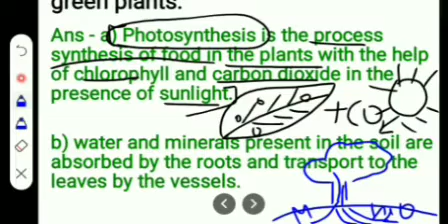 green plants.
Ans - a) Photosynthesis is the process
synthesis of food in the plants with the help
of chlorophyll and carbon dioxide in the
presence of sunlight.
+CO
b) water and minerals present in the soil are
absorbed by the roots and transport to the
leaves by the vessels.
M